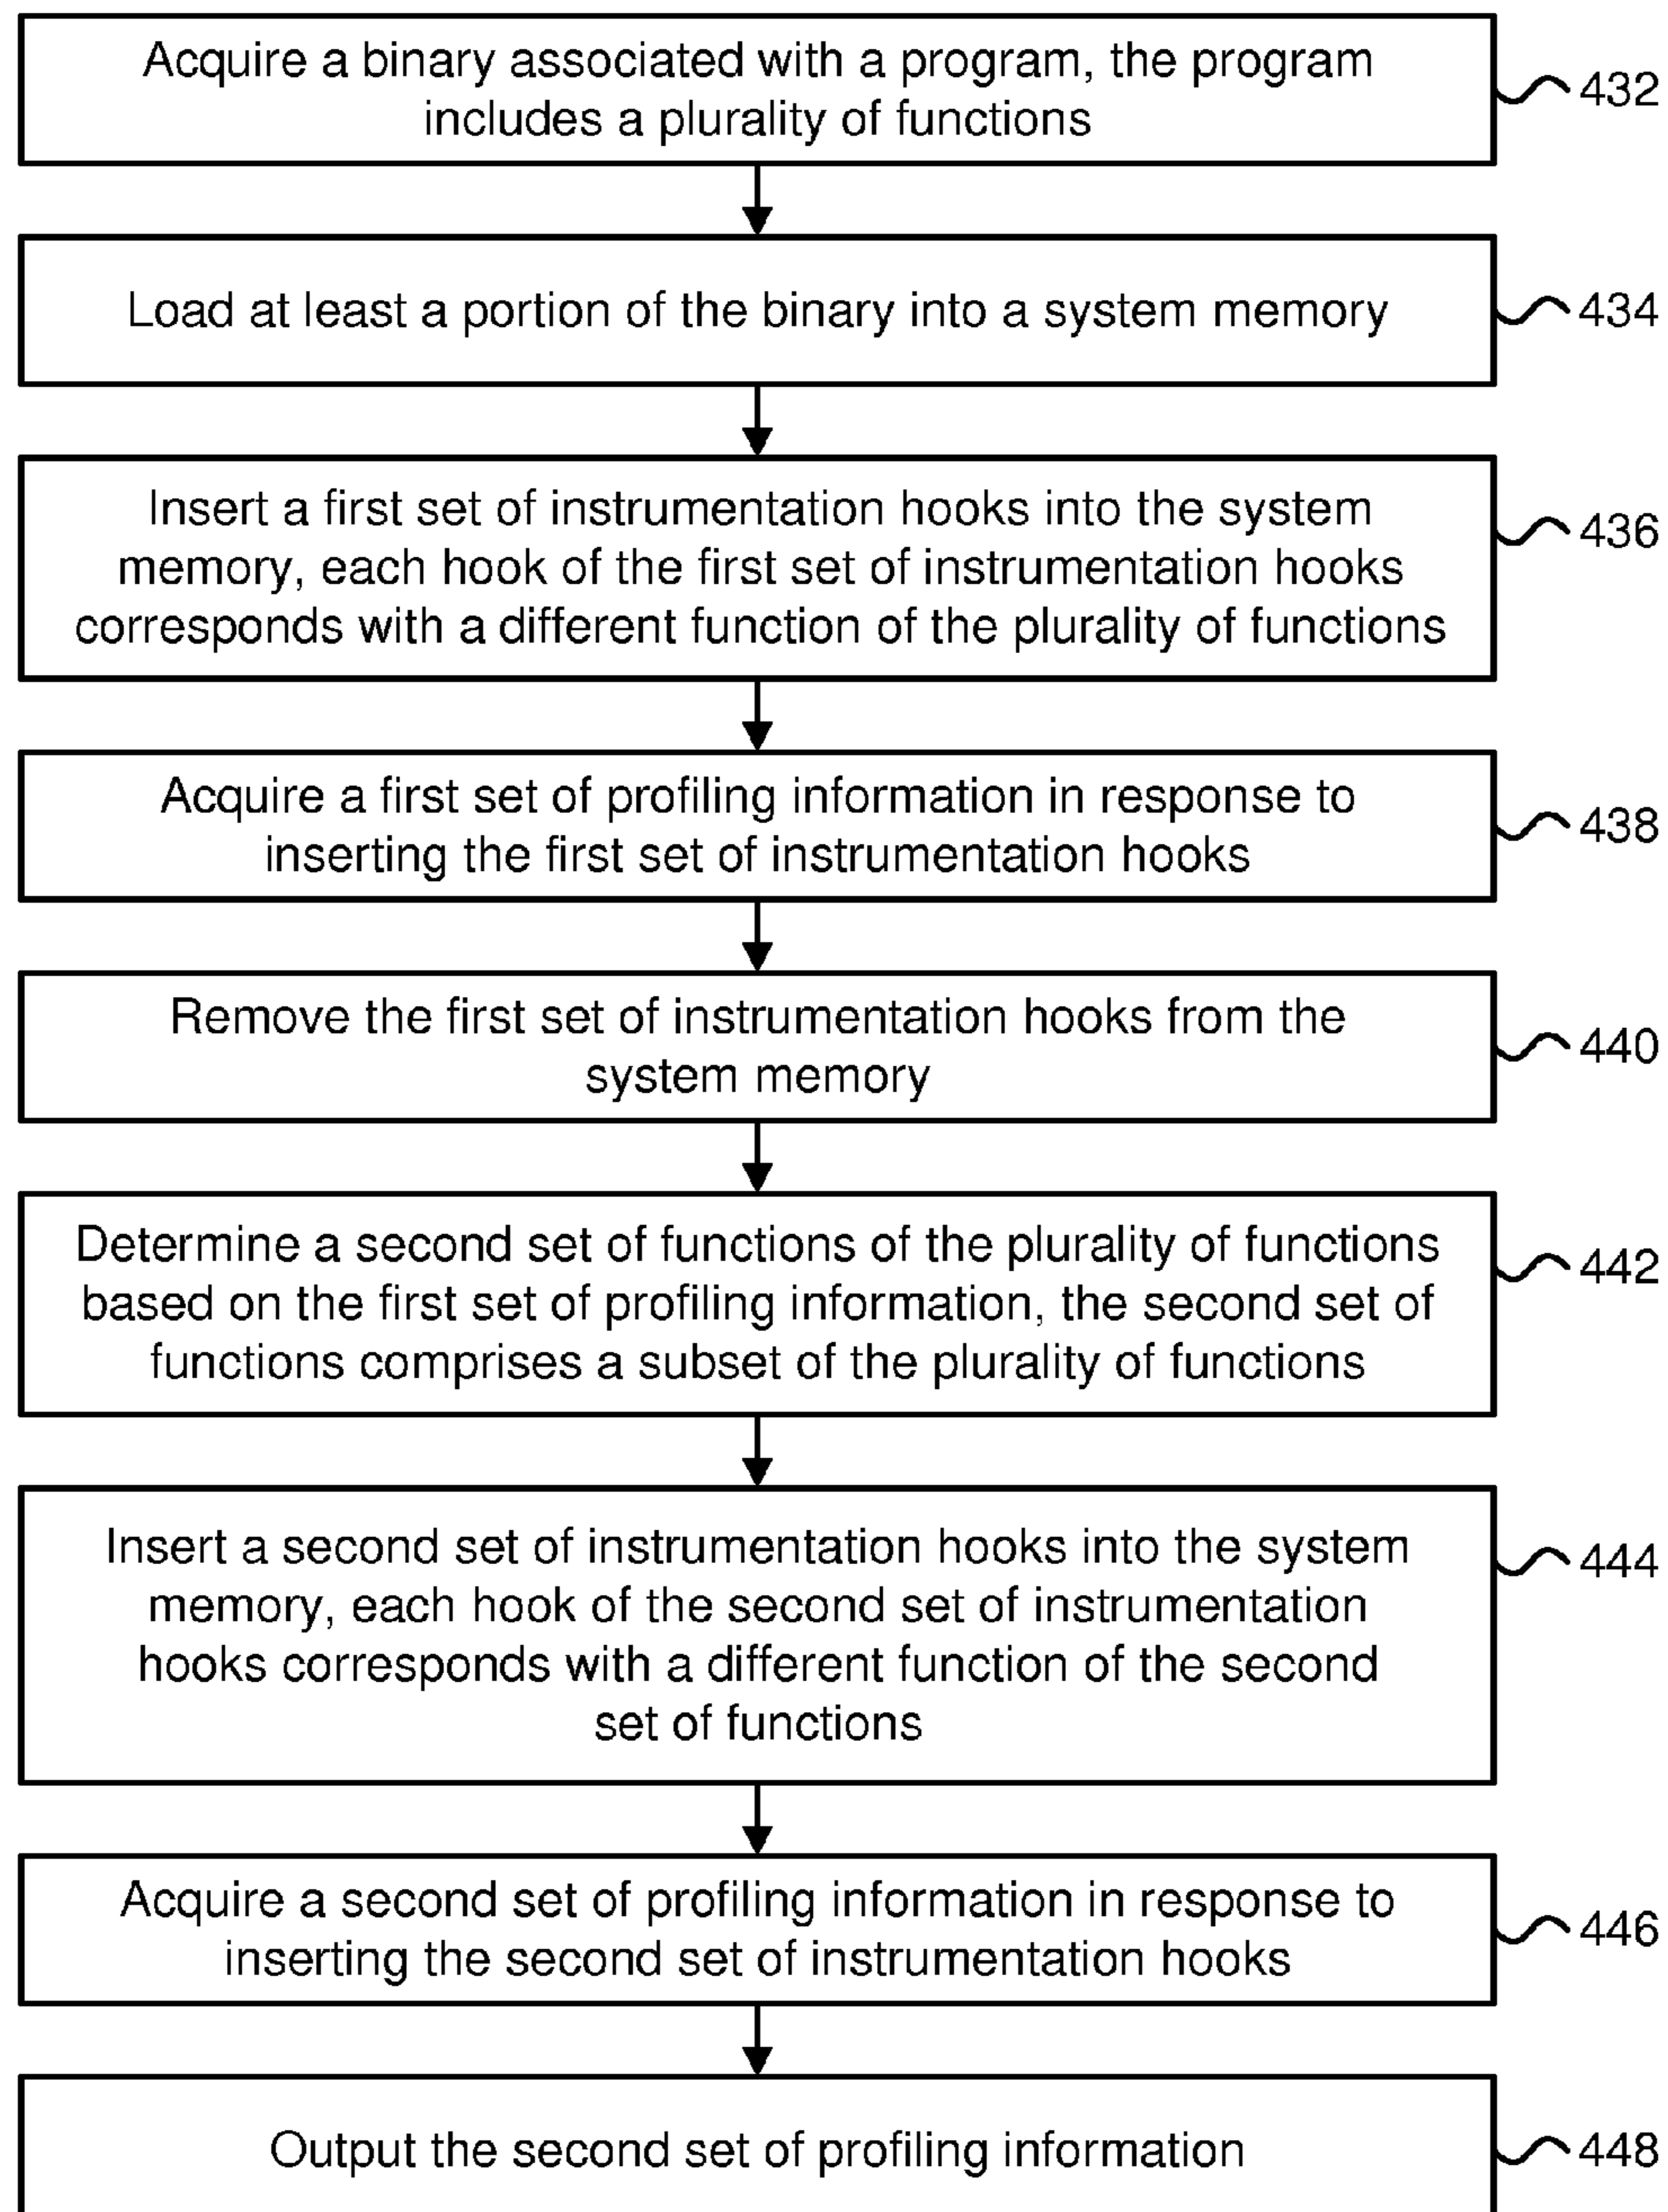 Acquire a binary associated with a program, the program
includes a plurality of functions
432
Load at least a portion of the binary into a system memory
434
Insert a first set of instrumentation hooks into the system
memory, each hook of the first set of instrumentation hooks
corresponds with a different function of the plurality of functions
436
Acquire a first set of profiling information in response to
inserting the first set of instrumentation hooks
438
Remove the first set of instrumentation hooks from the
system memory
440
Determine a second set of functions of the plurality of functions
based on the first set of profiling information, the second set of
functions comprises a subset of the plurality of functions
442
Insert a second set of instrumentation hooks into the system
memory, each hook of the second set of instrumentation
hooks corresponds with a different function of the second
set of functions
444
Acquire a second set of profiling information in response to
inserting the second set of instrumentation hooks
446
Output the second set of profiling information
448